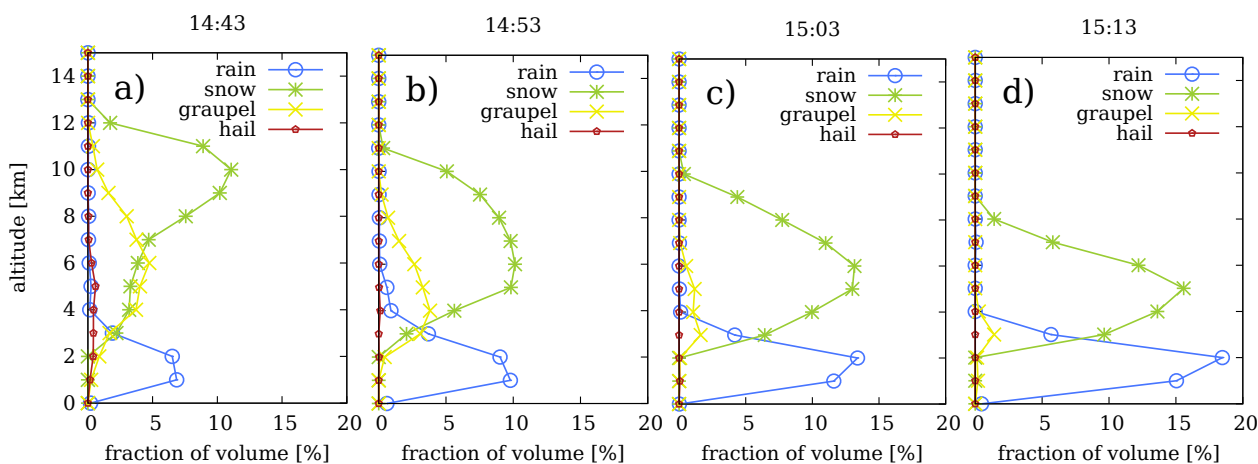 14:43 14:53 15:03 15:13
a) b) c) d)
rain rain rain rain
snow snow snow snow
graupel graupel graupel graupel
hail hail hail hail
altitude [km]
14
12
10
8
6
4
2
0
0 5 10 15 20 0 5 10 15 20 0 5 10 15 20 0 5 10 15 20
fraction of volume [%] fraction of volume [%] fraction of volume [%] fraction of volume [%]